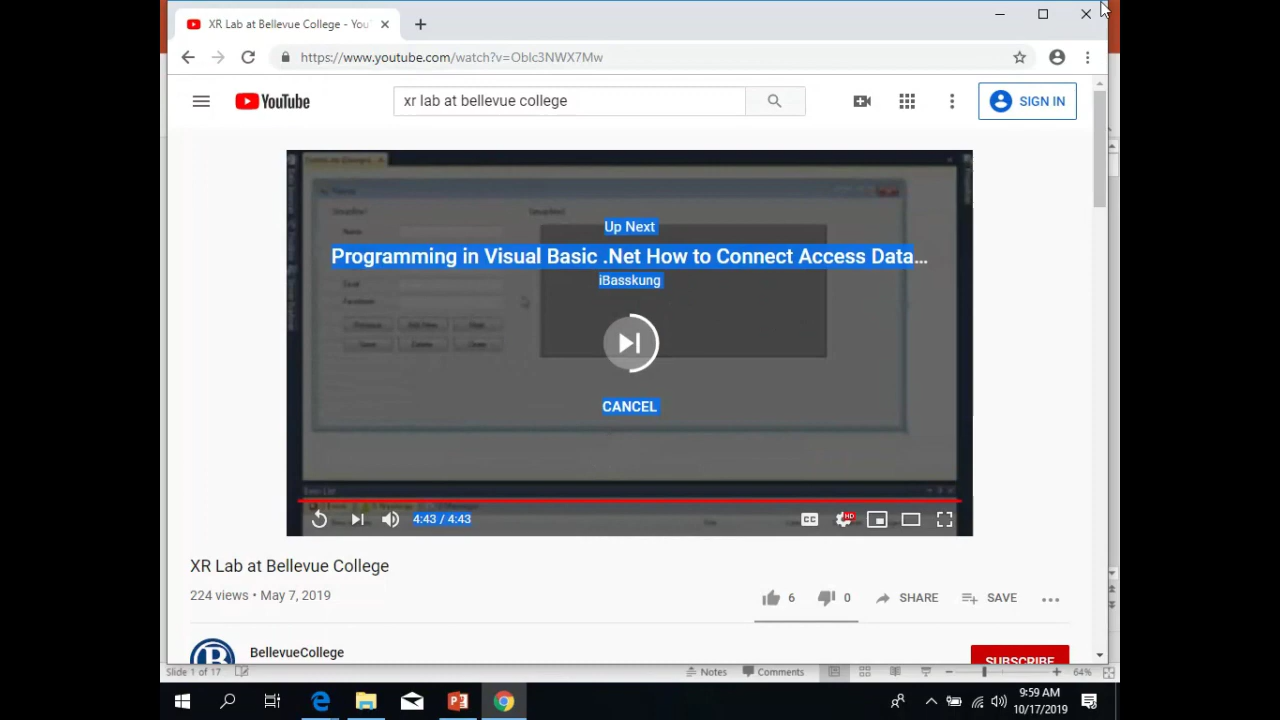 XR Lab at Bellevue College - You
https://www.youtube.com/watch?v=Oblc3NWX7Mw
YouTube
xr lab at bellevue college
SIGN IN
Up Next
Programming in Visual Basic .Net How to Connect Access Data...
iBasskung
CANCEL
4:43 / 4:43
CC
HD
XR Lab at Bellevue College
224 views • May 7, 2019
6
0
SHARE
SAVE
B
BellevueCollege
SUBSCRIBE
Slide 1 of 17
Notes
Comments
64%
9:59 AM
10/17/2019